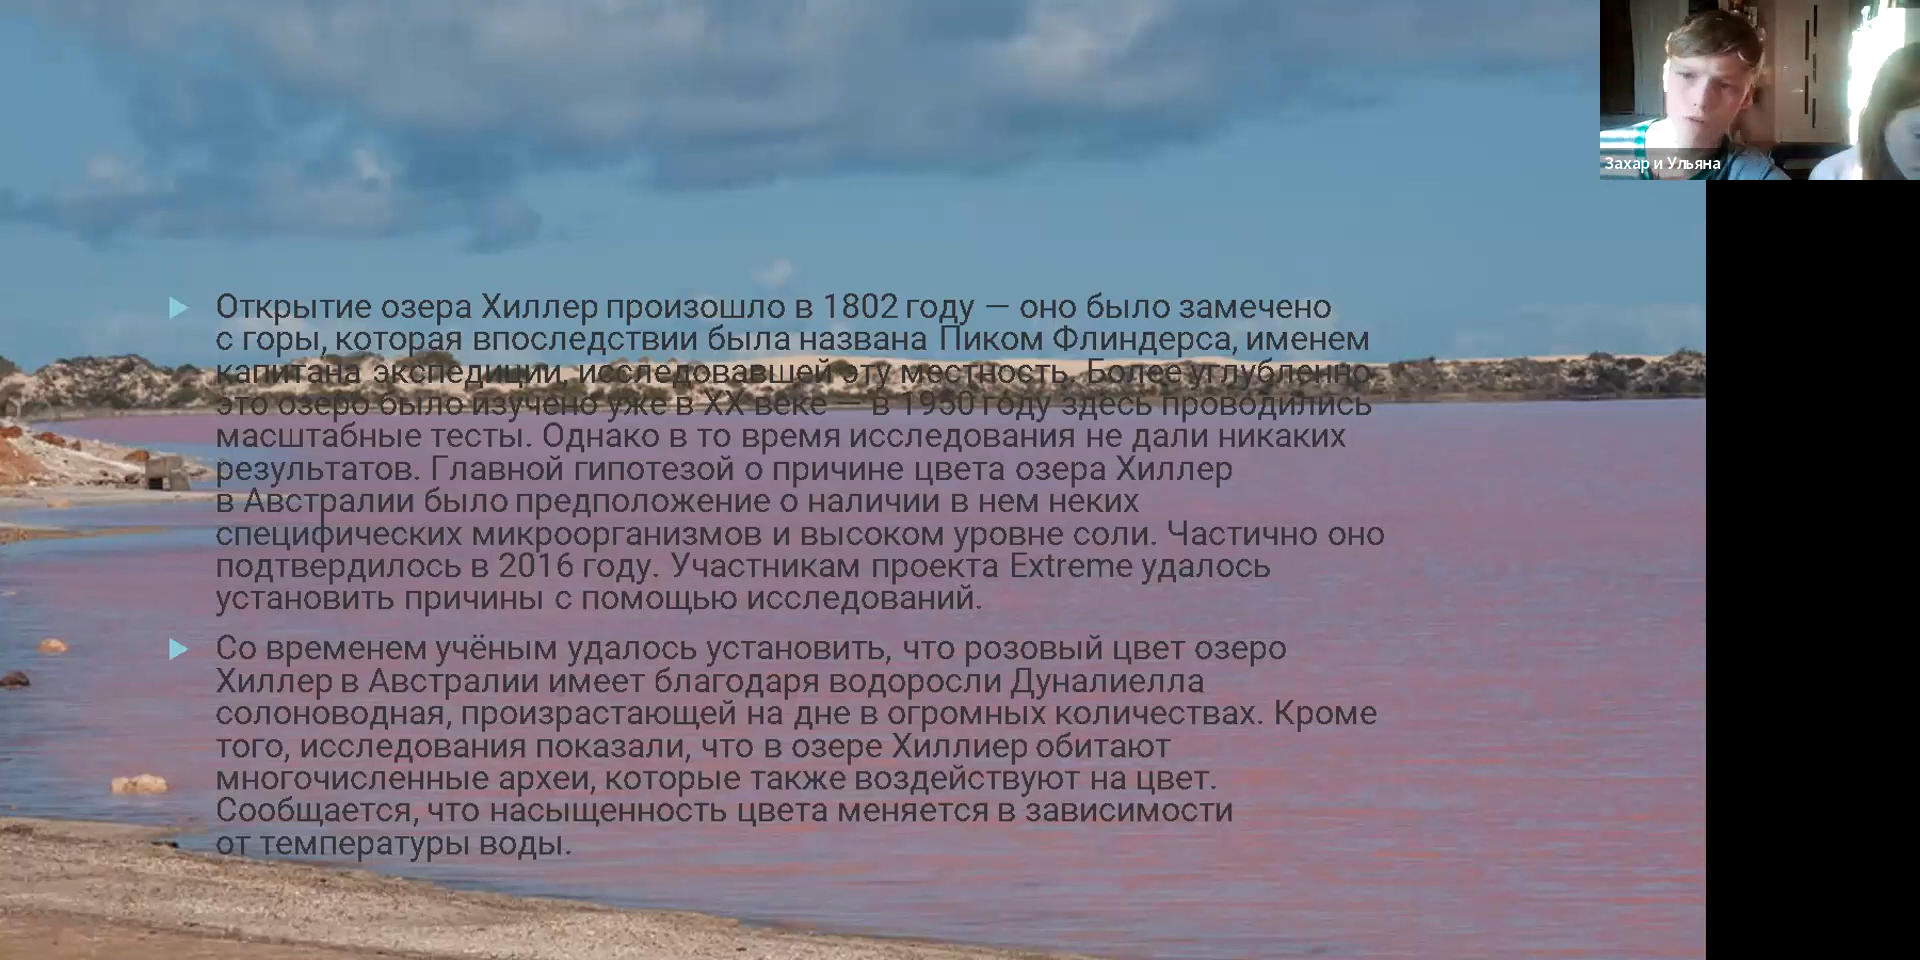 Захар и Ульяна
Открытие озера Хиллер произошло в 1802 году — оно было замечено
с горы, которая впоследствии была названа Пиком Флиндерса, именем
капитана экспедиции, исследовавшей эту местность. Более углубленно
это озеро было изучено уже в XX веке — в 1950 году здесь проводились
масштабные тесты. Однако в то время исследования не дали никаких
результатов. Главной гипотезой о причине цвета озера Хиллер
в Австралии было предположение о наличии в нем неких
специфических микроорганизмов и высоком уровне соли. Частично оно
подтвердилось в 2016 году. Участникам проекта Extreme удалось
установить причины с помощью исследований.
Со временем учёным удалось установить, что розовый цвет озеро
Хиллер в Австралии имеет благодаря водоросли Дуналиелла
солоноводная, произрастающей на дне в огромных количествах. Кроме
того, исследования показали, что в озере Хиллиер обитают
многочисленные археи, которые также воздействуют на цвет.
Сообщается, что насыщенность цвета меняется в зависимости
от температуры воды.